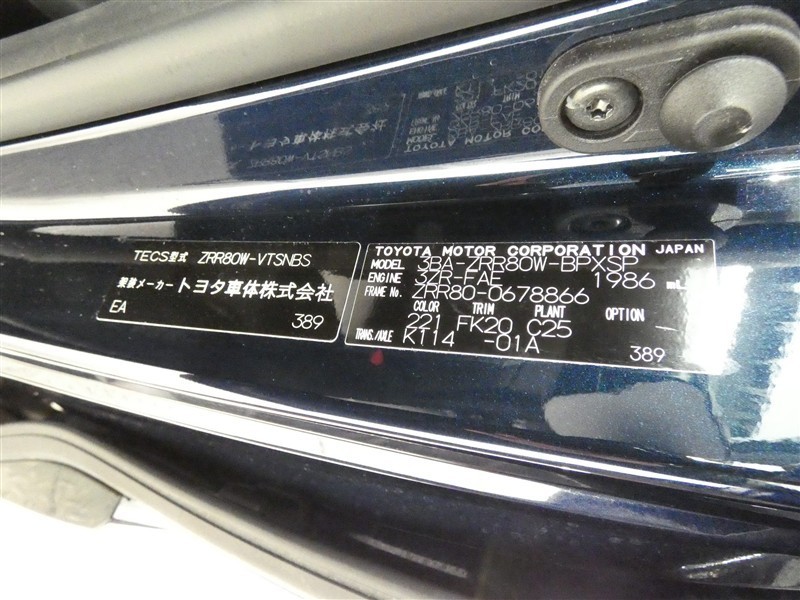 TECS型式 ZRR80W-VTSNBS
架装メーカー トヨタ車体株式会社
EA 389
TOYOTA MOTOR CORPORATION JAPAN
MODEL 3BA-ZRR80W-BPXSP
ENGINE 3ZR-FAE 1986 mL
FRAME No. ZRR80-0678866
COLOR TRIM PLANT OPTION
221 FK20 C25
TRANS./AXLE K114 -01A
389